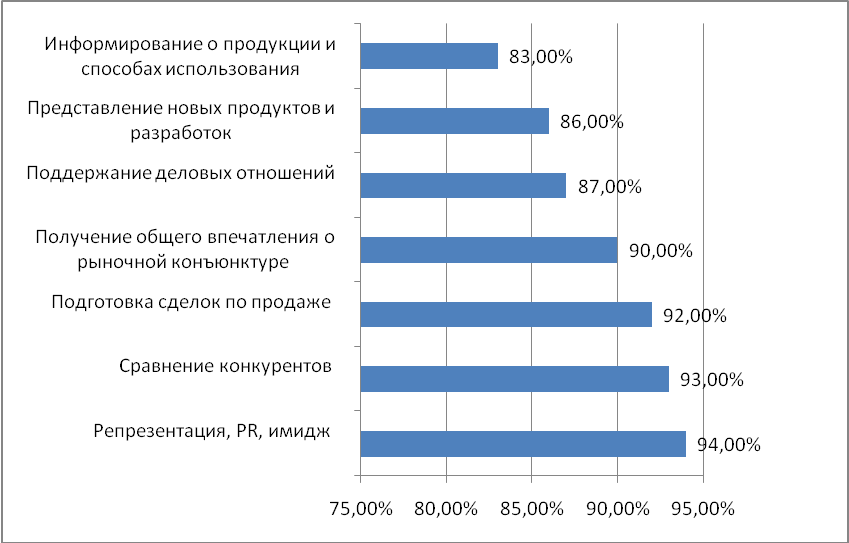 Информирование о продукции и
способах использования
83,00%
Представление новых продуктов и
разработок
86,00%
Поддержание деловых отношений
87,00%
Получение общего впечатления о
рыночной конъюнктуре
90,00%
Подготовка сделок по продаже
92,00%
Сравнение конкурентов
93,00%
Репрезентация, PR, имидж
94,00%
75,00% 80,00% 85,00% 90,00% 95,00%